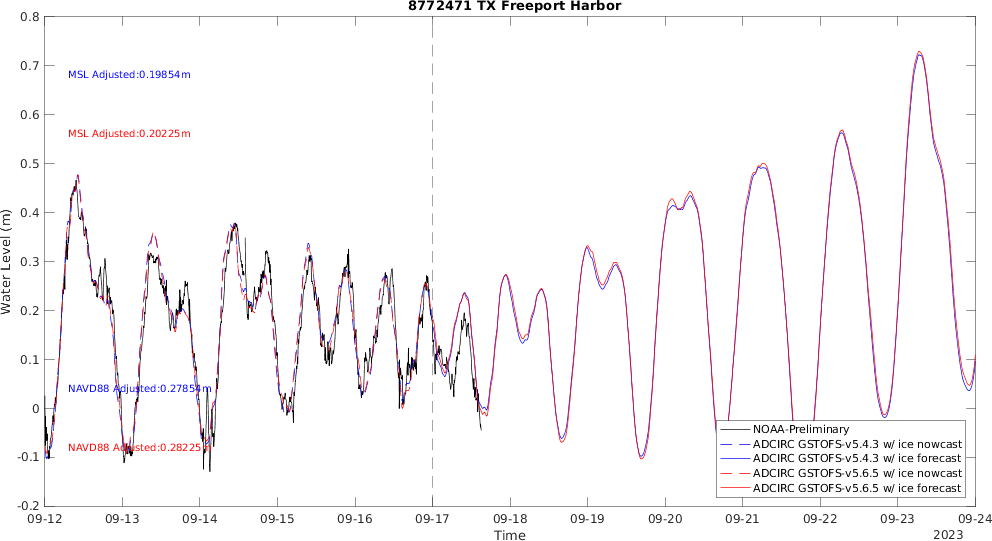 8772471 TX Freeport Harbor
0.8
0.7
0.6
0.5
0.4
0.3
0.2
0.1
0
-0.1
-0.2
Water Level (m)
MSL Adjusted:0.19854m
MSL Adjusted:0.20225m
NAVD88 Adjusted:0.27854m
NAVD88 Adjusted:0.28225m
NOAA-Preliminary
ADCIRC GSTOFS-v5.4.3 w/ ice nowcast
ADCIRC GSTOFS-v5.4.3 w/ ice forecast
ADCIRC GSTOFS-v5.6.5 w/ ice nowcast
ADCIRC GSTOFS-v5.6.5 w/ ice forecast
09-12 09-13 09-14 09-15 09-16 09-17 09-18 09-19 09-20 09-21 09-22 09-23 09-24
Time
2023